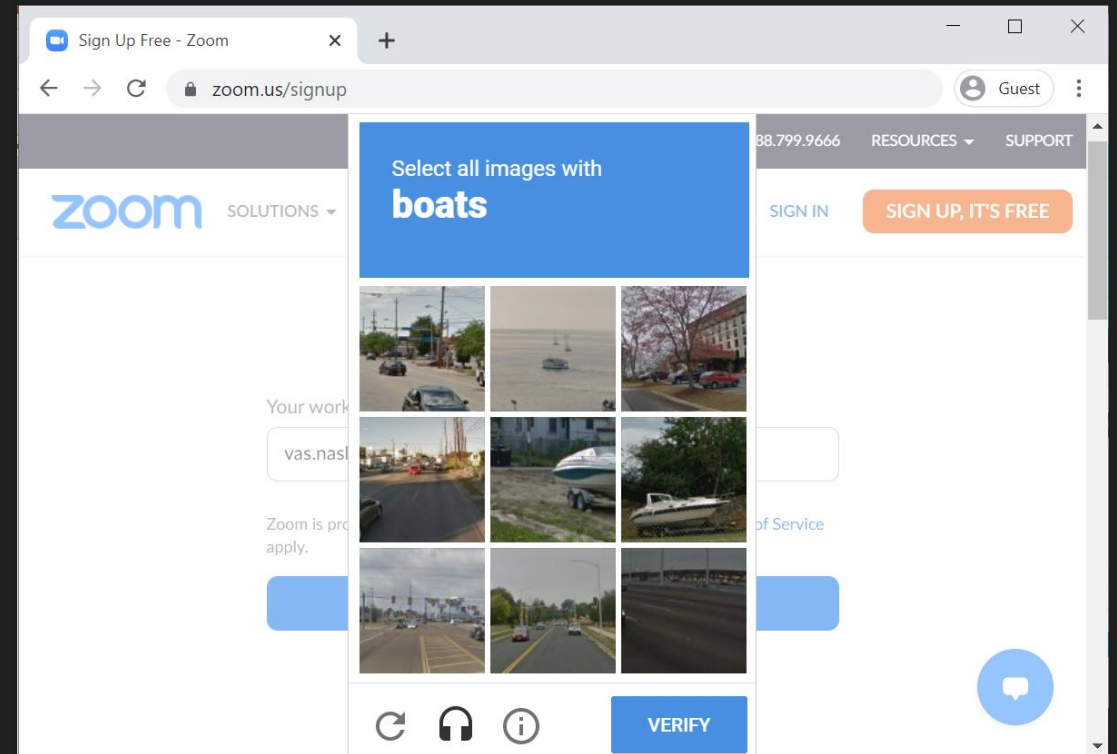 Sign Up Free - Zoom
zoom.us/signup
Guest
88.799.9666 RESOURCES SUPPORT
Select all images with
boats
zoom SOLUTIONS SIGN IN SIGN UP, IT'S FREE
Your work
vas.nasl
Zoom is pro of Service
apply.
VERIFY